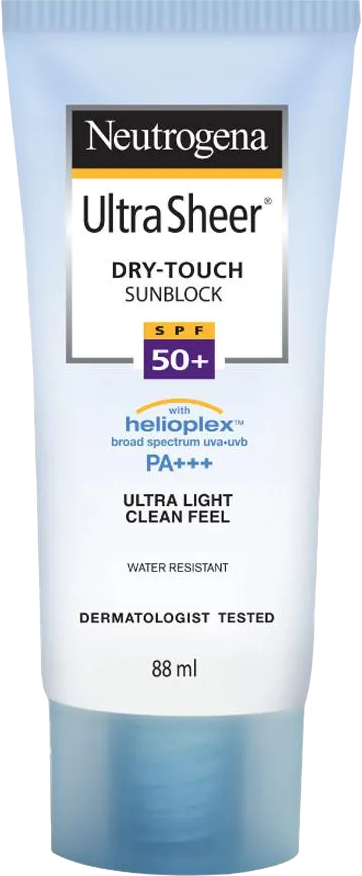 Neutrogena
Ultra Sheer®
DRY-TOUCH
SUNBLOCK
SPF
50+
with
helioplex™
broad spectrum uva•uvb
PA+++
ULTRA LIGHT
CLEAN FEEL
WATER RESISTANT
DERMATOLOGIST TESTED
88 ml